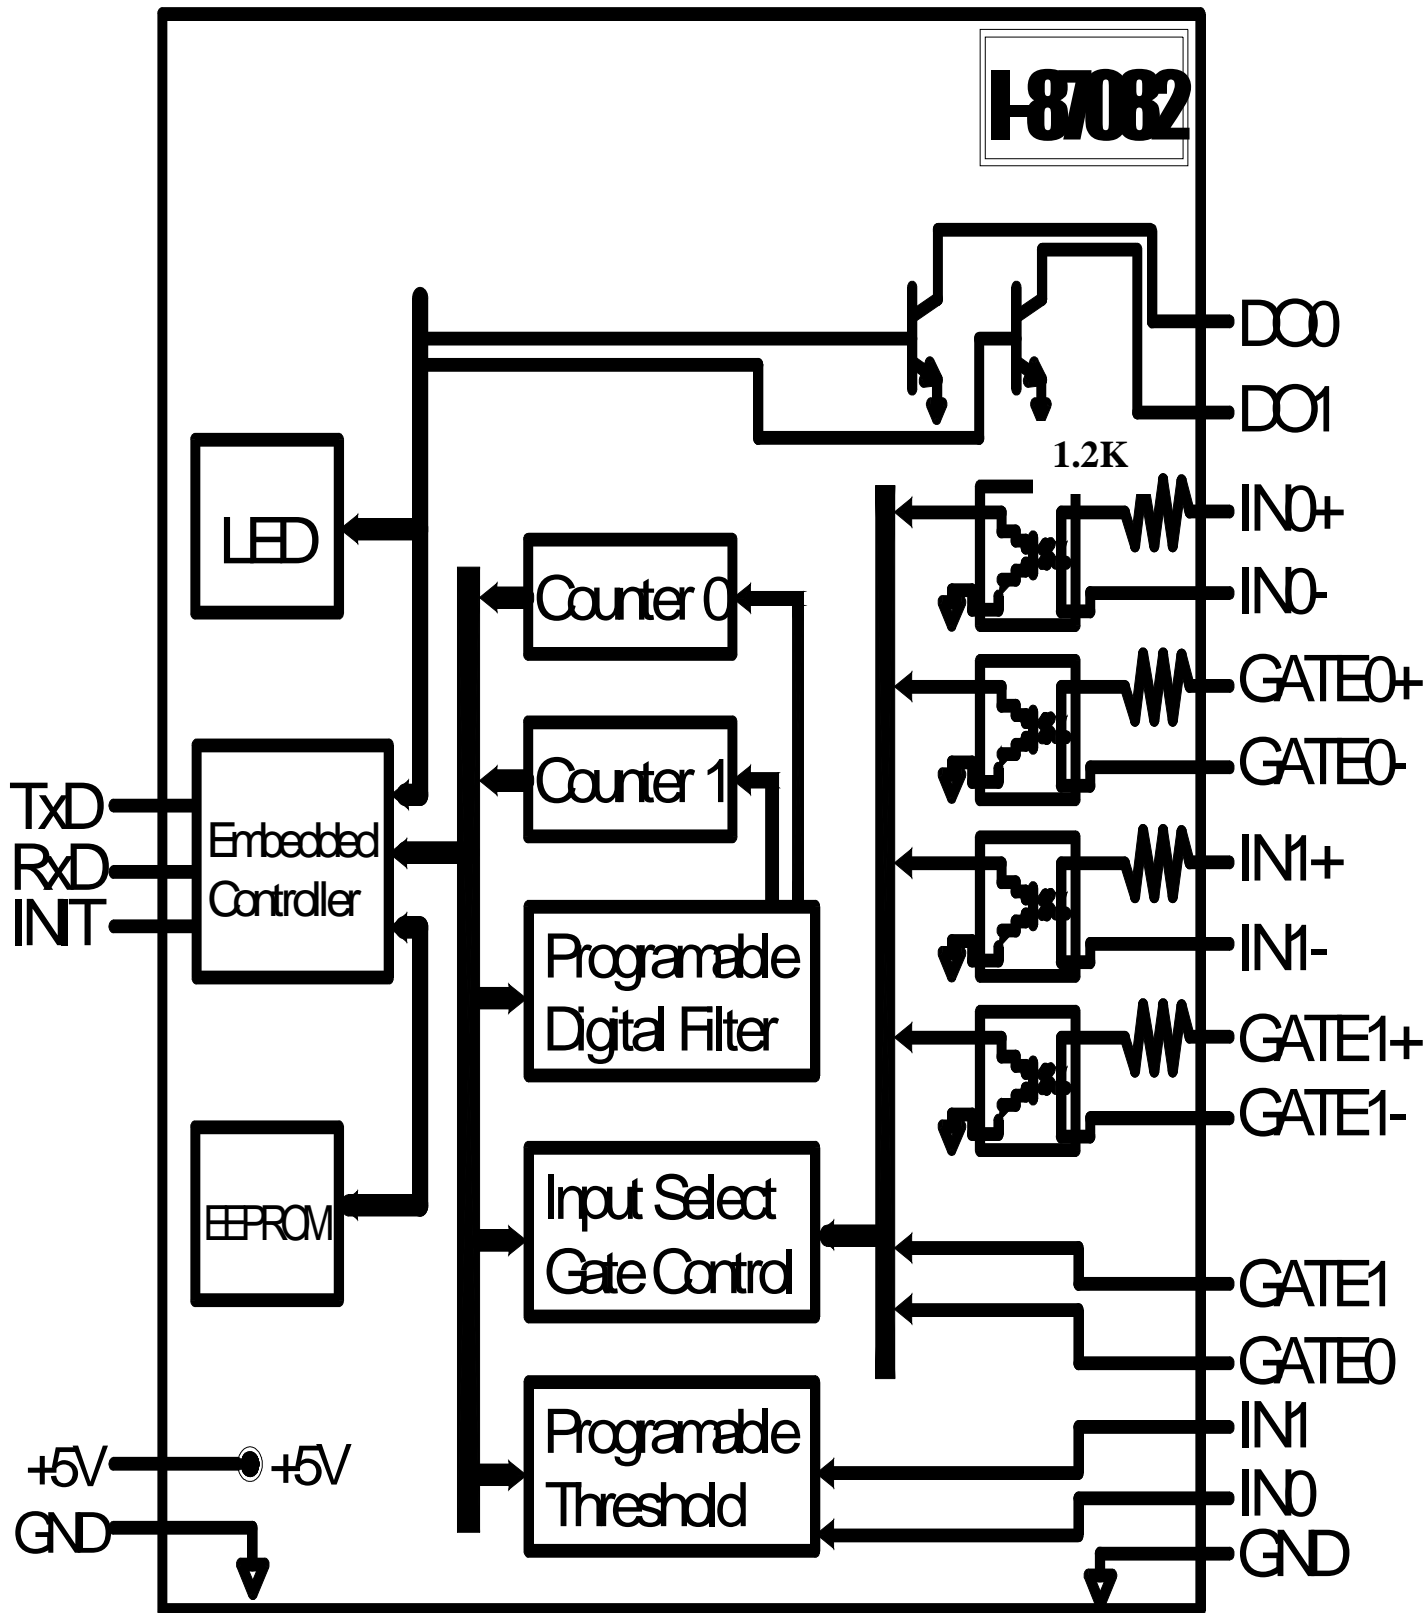 I-87082
DO0
DO1
1.2K
IN0+
IN0-
GATE0+
GATE0-
IN1+
IN1-
GATE1+
GATE1-
GATE1
GATE0
IN1
IN0
GND
LED
Counter 0
Counter 1
TxD
RxD
INIT
Embedded
Controller
Programable
Digital Filter
EEPROM
Input Select
Gate Control
Programable
Threshold
+5V
+5V
GND